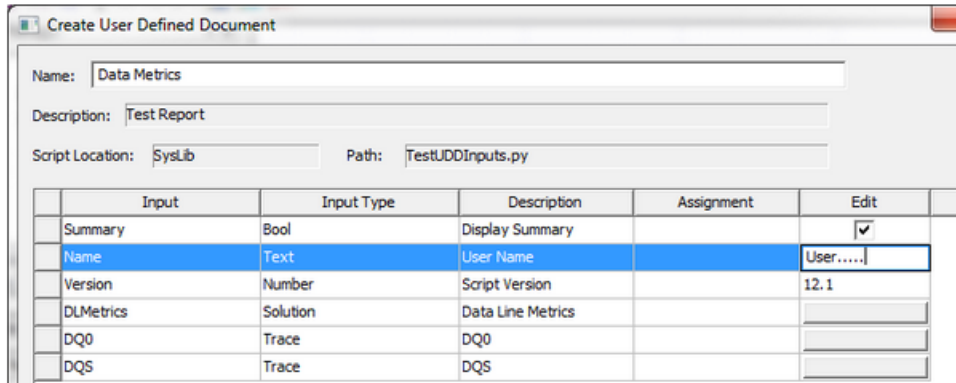 Create User Defined Document
Name: Data Metrics
Description: Test Report
Script Location: SysLib Path: TestUDDInputs.py
Input Input Type Description Assignment Edit
Summary Bool Display Summary
Name Text User Name User.....
Version Number Script Version 12.1
DLMetrics Solution Data Line Metrics
DQ0 Trace DQ0
DQS Trace DQS